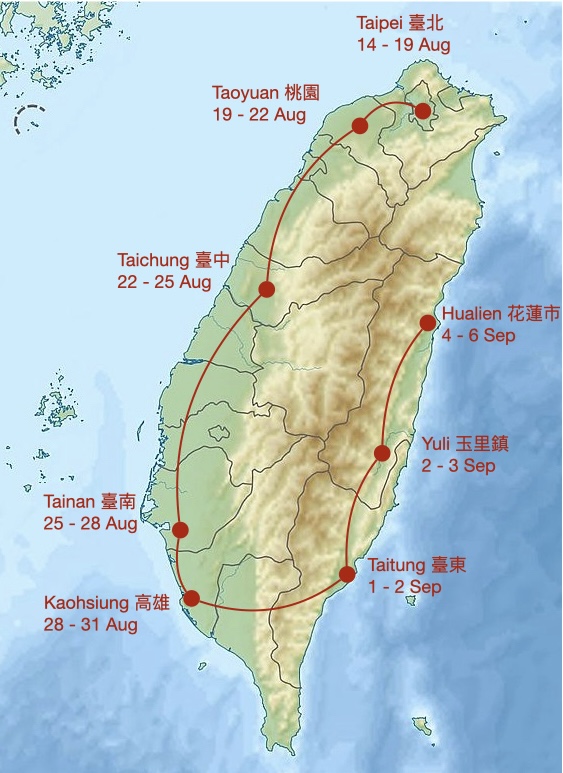 Taipei 臺北
14 - 19 Aug
Taoyuan 桃園
19 - 22 Aug
Taichung 臺中
22 - 25 Aug
Hualien 花蓮市
4 - 6 Sep
Yuli 玉里鎮
2 - 3 Sep
Tainan 臺南
25 - 28 Aug
Taitung 臺東
1 - 2 Sep
Kaohsiung 高雄
28 - 31 Aug